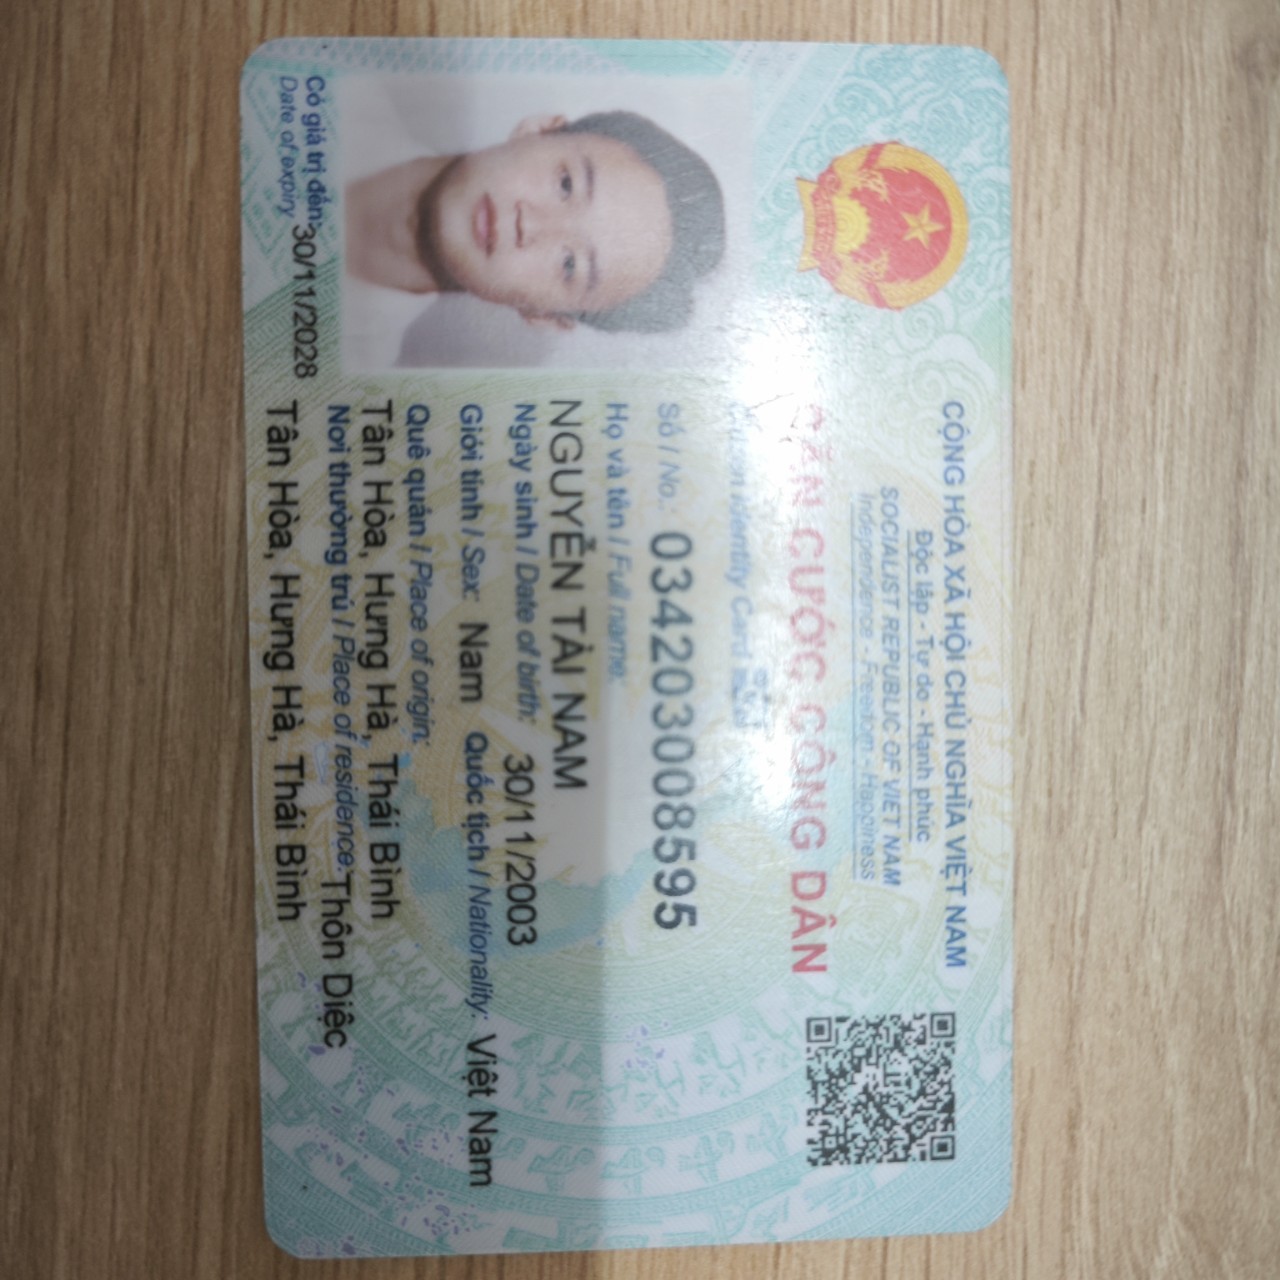 CỘNG HÒA XÃ HỘI CHỦ NGHĨA VIỆT NAM
Độc lập - Tự do - Hạnh phúc
SOCIALIST REPUBLIC OF VIET NAM
Independence - Freedom - Happiness
CĂN CƯỚC CÔNG DÂN
Citizen Identity Card
Số / No.: 034203008595
Họ và tên / Full name:
NGUYỄN TÀI NAM
Ngày sinh / Date of birth: 30/11/2003
Giới tính / Sex: Nam Quốc tịch / Nationality: Việt Nam
Quê quán / Place of origin:
Tân Hòa, Hưng Hà, Thái Bình
Nơi thường trú / Place of residence: Thôn Diệc
Tân Hòa, Hưng Hà, Thái Bình
Có giá trị đến: 30/11/2028
Date of expiry